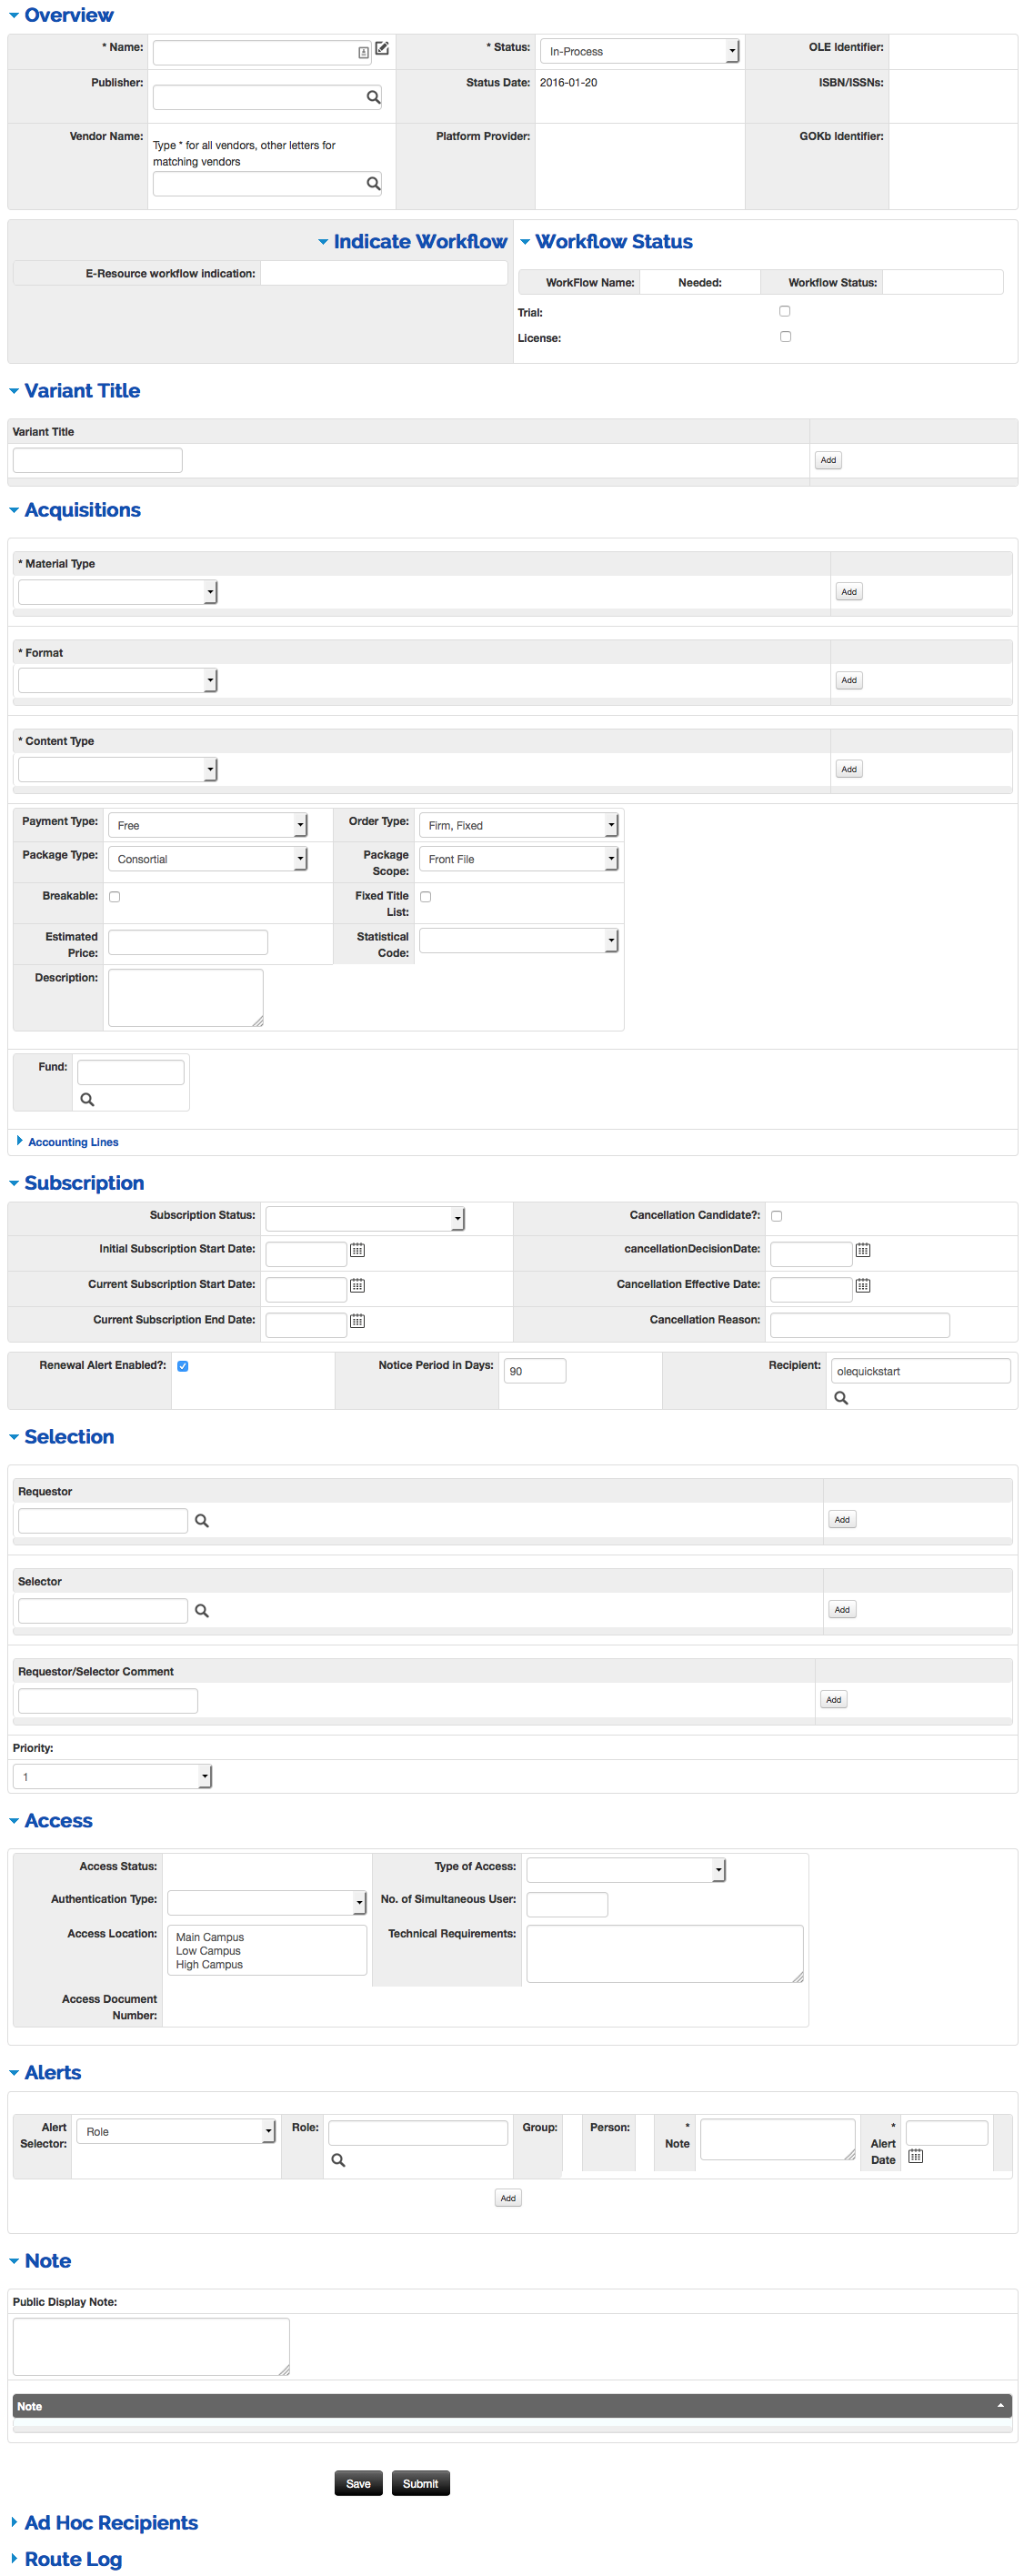 Overview
* Name:
* Status: In-Process
OLE Identifier:
Publisher:
Status Date: 2016-01-20
ISBN/ISSNs:
Vendor Name: Type * for all vendors, other letters for
matching vendors
Platform Provider:
GOKb Identifier:
Indicate Workflow
E-Resource workflow indication:
Workflow Status
WorkFlow Name: Needed: Workflow Status:
Trial:
License:
Variant Title
Variant Title
Add
Acquisitions
* Material Type
Add
* Format
Add
* Content Type
Add
Payment Type: Free
Order Type: Firm, Fixed
Package Type: Consortial
Package
Scope: Front File
Breakable:
Fixed Title
List:
Estimated
Price:
Statistical
Code:
Description:
Fund:
Accounting Lines
Subscription
Subscription Status:
Cancellation Candidate?:
Initial Subscription Start Date:
cancellationDecisionDate:
Current Subscription Start Date:
Cancellation Effective Date:
Current Subscription End Date:
Cancellation Reason:
Renewal Alert Enabled?:
Notice Period in Days: 90
Recipient: olequickstart
Selection
Requestor
Add
Selector
Add
Requestor/Selector Comment
Add
Priority:
1
Access
Access Status:
Type of Access:
Authentication Type:
No. of Simultaneous User:
Access Location: Main Campus
Low Campus
High Campus
Technical Requirements:
Access Document
Number:
Alerts
Alert
Selector: Role
Role:
Group:
Person:
*
Note
*
Alert
Date
Add
Note
Public Display Note:
Note
Save Submit
Ad Hoc Recipients
Route Log